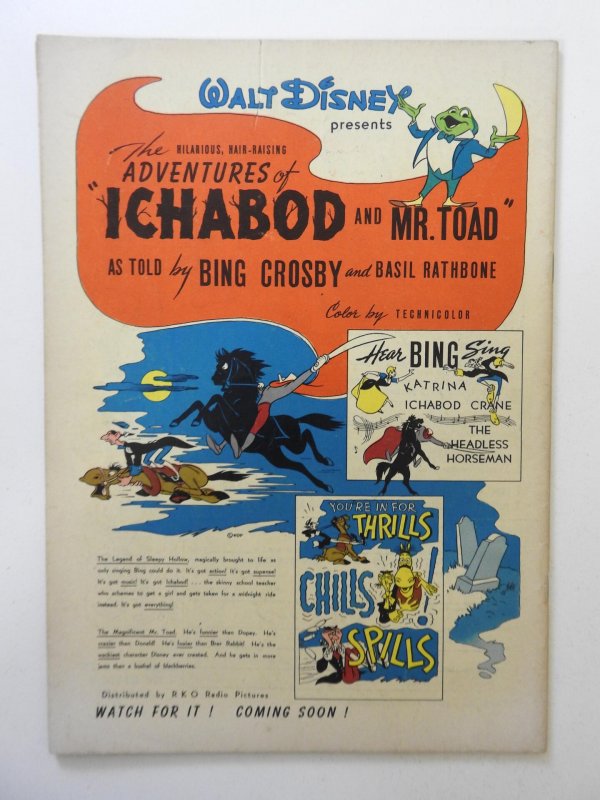 WALT DISNEY
presents
The HILARIOUS, HAIR-RAISING
ADVENTURES of
"ICHABOD AND MR. TOAD"
AS TOLD by BING CROSBY and BASIL RATHBONE
Color by TECHNICOLOR
Hear BING Sing
KATRINA
ICHABOD CRANE
THE
HEADLESS
HORSEMAN
YOU'RE IN FOR
THRILLS
CHILLS
SPILLS!
©WDP
The Legend of Sleepy Hollow, magically brought to life as
only singing Bing could do it. It's got action! It's got suspense!
It's got music! It's got Ichabod! . . . the skinny school teacher
who schemes to get a girl and gets taken for a midnight ride
instead. It's got everything!
The Magnificent Mr. Toad. He's funnier than Dopey. He's
crazier than Donald! He's foxier than Brer Rabbit! He's the
wackiest character Disney ever created. And he gets in more
jams than a bushel of blackberries.
Distributed by RKO Radio Pictures
WATCH FOR IT! COMING SOON!